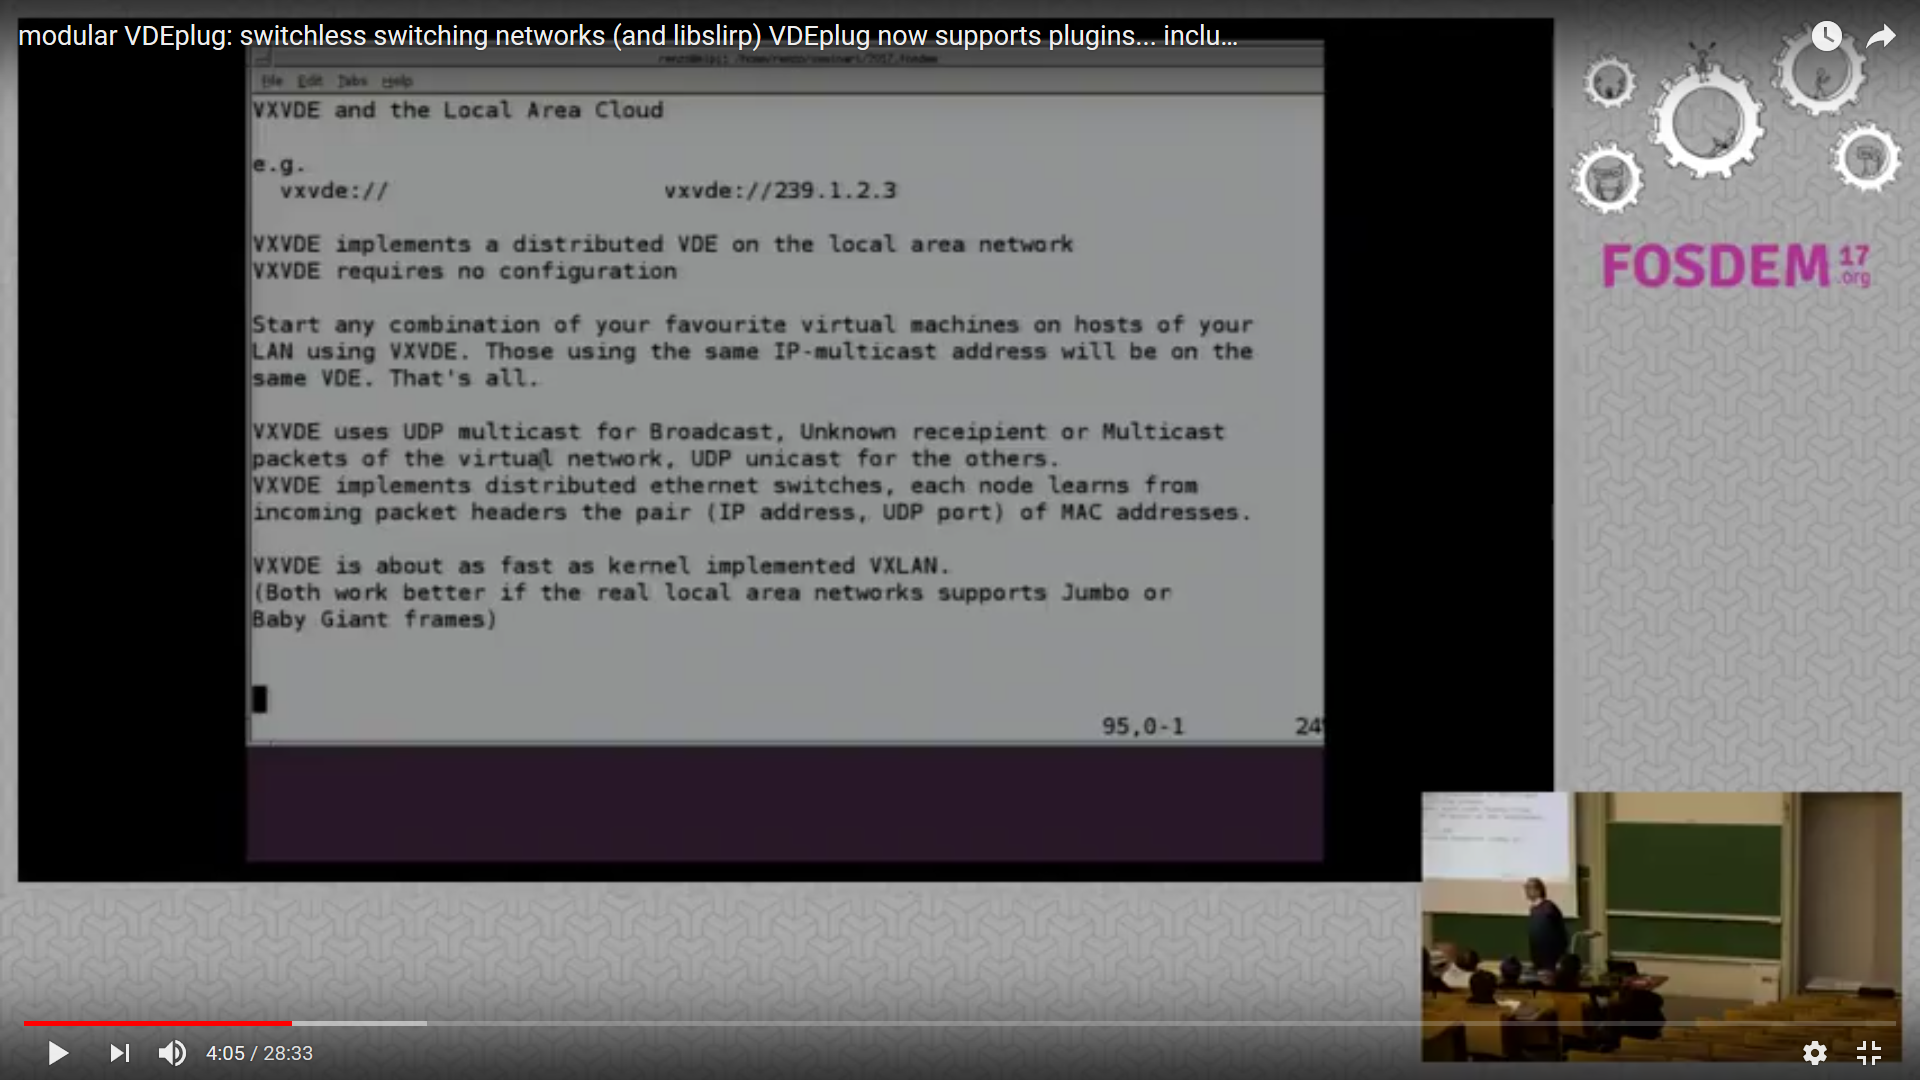 modular VDEplug: switchless switching networks (and libslirp) VDEplug now supports plugins... inclu...
renzo@eipi1: /home/renzo/seminari/2017_fosdem
File Edit Tabs Help
VXVDE and the Local Area Cloud
e.g.
vxvde:// vxvde://239.1.2.3
VXVDE implements a distributed VDE on the local area network
VXVDE requires no configuration
Start any combination of your favourite virtual machines on hosts of your
LAN using VXVDE. Those using the same IP-multicast address will be on the
same VDE. That's all.
VXVDE uses UDP multicast for Broadcast, Unknown receipient or Multicast
packets of the virtual network, UDP unicast for the others.
VXVDE implements distributed ethernet switches, each node learns from
incoming packet headers the pair (IP address, UDP port) of MAC addresses.
VXVDE is about as fast as kernel implemented VXLAN.
(Both work better if the real local area networks supports Jumbo or
Baby Giant frames)
95,0-1 24%
FOSDEM 17
.org
4:05 / 28:33